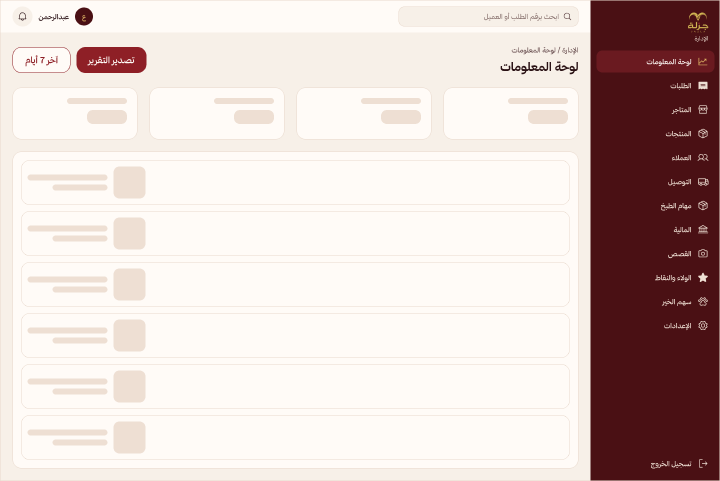 جزلة
الإدارة
لوحة المعلومات
الطلبات
المتاجر
المنتجات
العملاء
التوصيل
مهام الطبخ
المالية
القصص
الولاء والنقاط
سهم الخير
الإعدادات
تسجيل الخروج
ابحث برقم الطلب أو العميل
عبدالرحمن
ع
الإدارة / لوحة المعلومات
لوحة المعلومات
تصدير التقرير
آخر 7 أيام